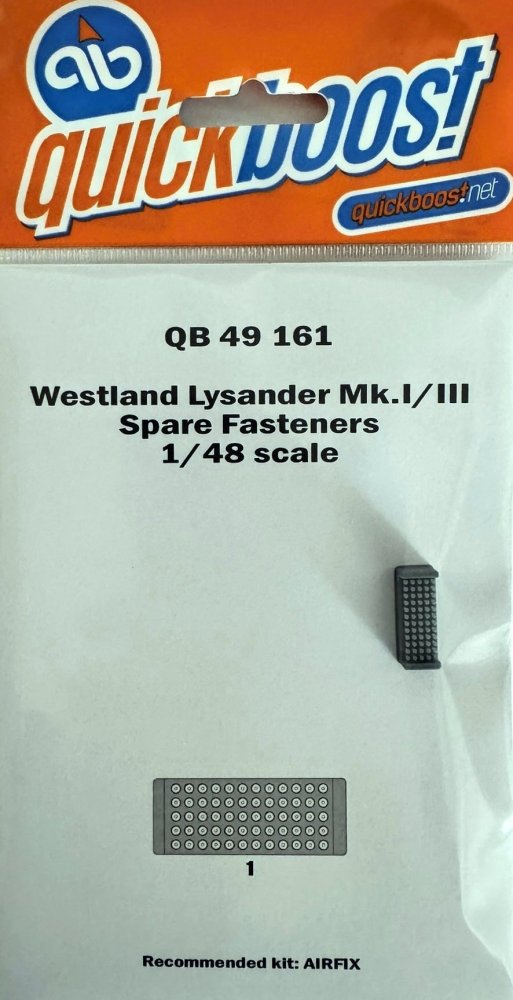 qb
quickboost
quickboost.net
QB 49 161
Westland Lysander Mk.I/III
Spare Fasteners
1/48 scale
1
Recommended kit: AIRFIX